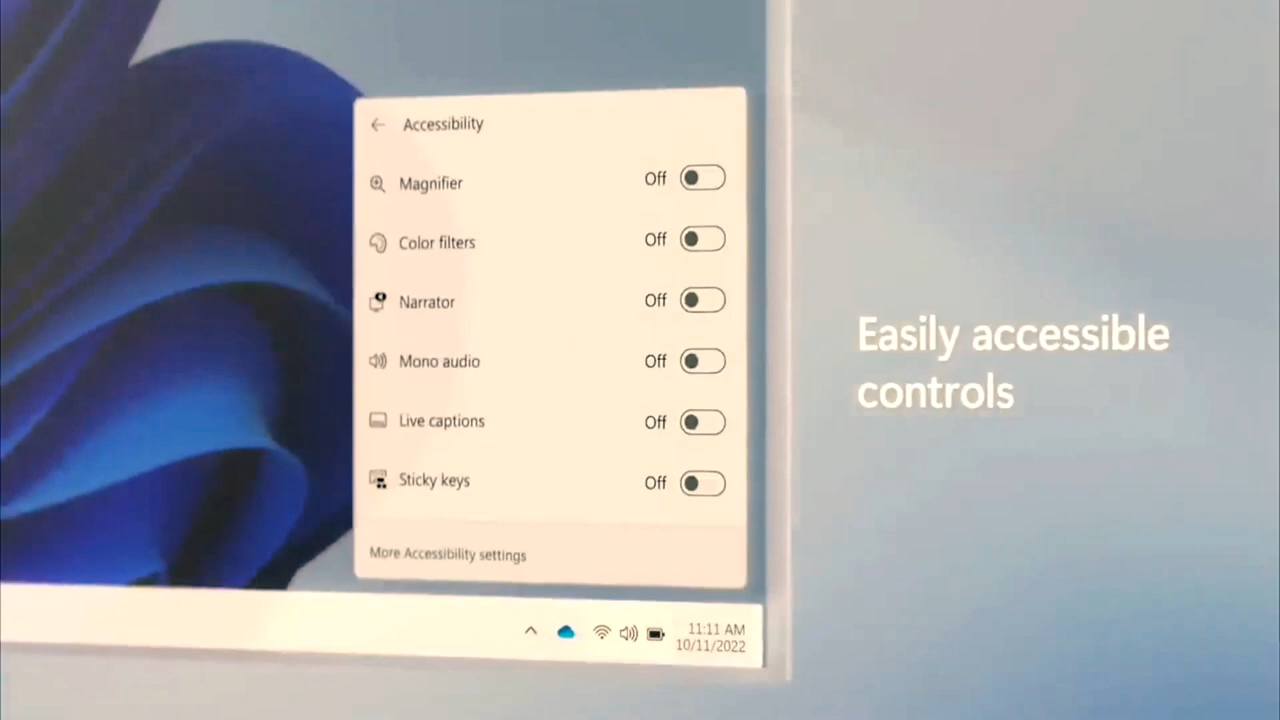 Accessibility
Magnifier Off
Color filters Off
Narrator Off
Mono audio Off
Live captions Off
Sticky keys Off
More Accessibility settings
11:11 AM
10/11/2022
Easily accessible
controls